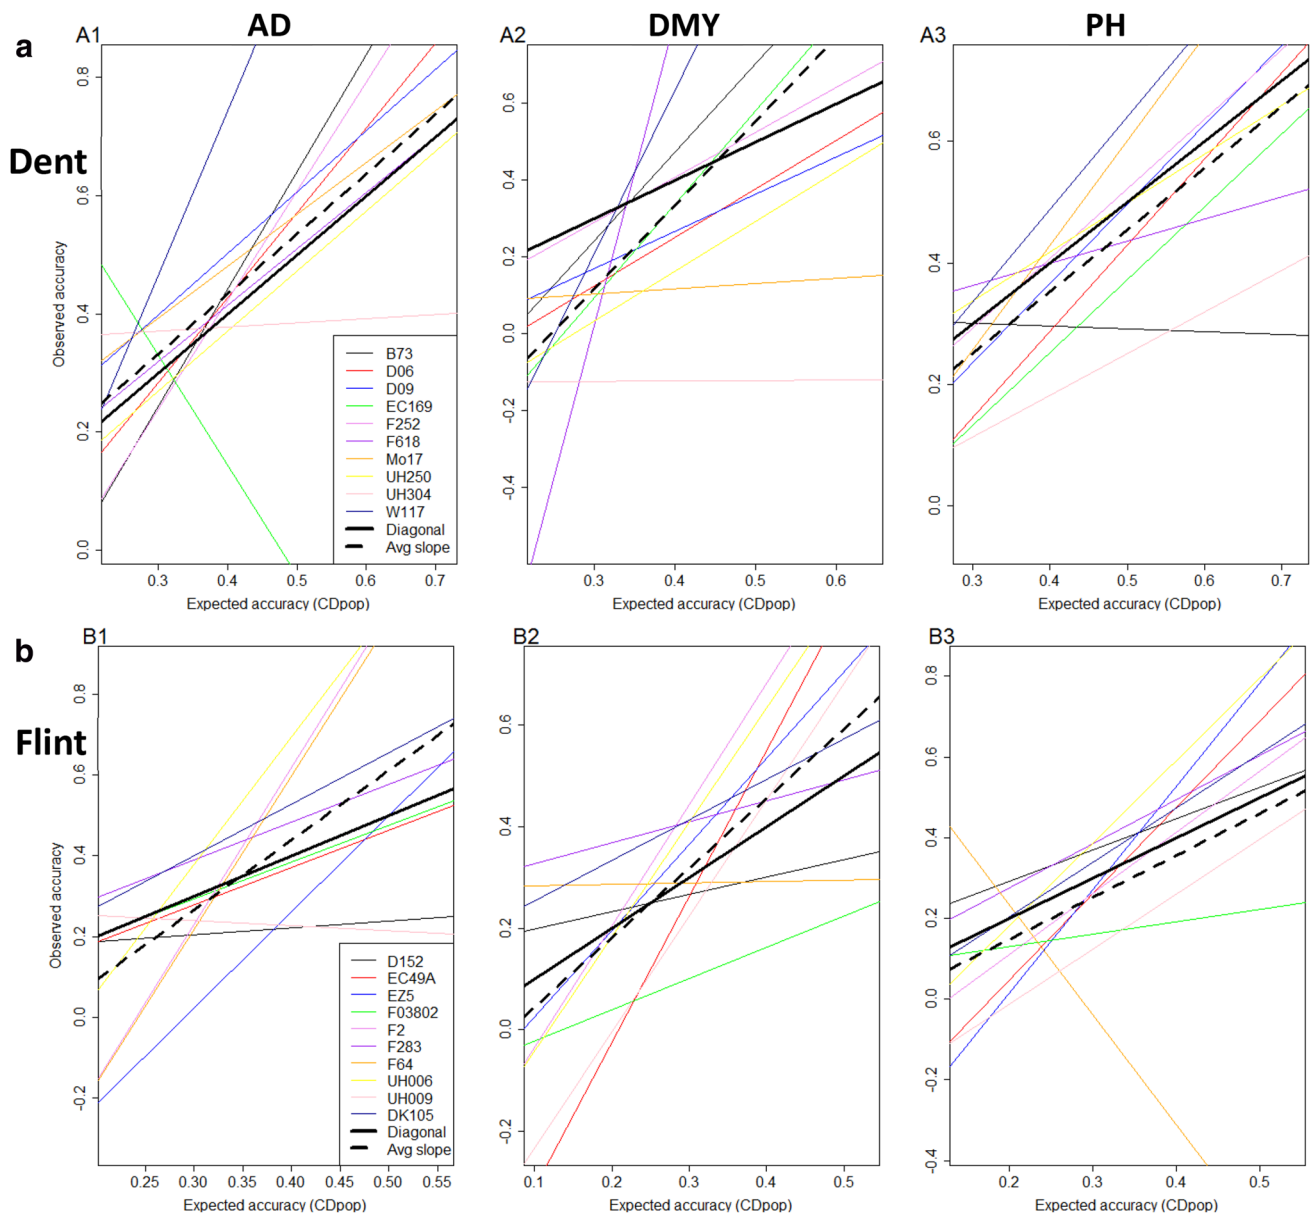 a
AD
DMY
PH
Dent
A1
A2
A3
Observed accuracy
0.8
0.6
0.4
0.2
0.0
0.3 0.4 0.5 0.6 0.7
Expected accuracy (CDpop)
B73
D06
D09
EC169
F252
F618
Mo17
UH250
UH304
W117
Diagonal
Avg slope
0.6
0.4
0.2
0.0
-0.2
-0.4
0.3 0.4 0.5 0.6
Expected accuracy (CDpop)
0.6
0.4
0.2
0.0
0.3 0.4 0.5 0.6 0.7
Expected accuracy (CDpop)
b
Flint
B1
B2
B3
Observed accuracy
0.8
0.6
0.4
0.2
0.0
-0.2
0.25 0.30 0.35 0.40 0.45 0.50 0.55
Expected accuracy (CDpop)
D152
EC49A
EZ5
F03802
F2
F283
F64
UH006
UH009
DK105
Diagonal
Avg slope
0.6
0.4
0.2
0.0
-0.2
0.1 0.2 0.3 0.4 0.5
Expected accuracy (CDpop)
0.8
0.6
0.4
0.2
0.0
-0.2
-0.4
0.2 0.3 0.4 0.5
Expected accuracy (CDpop)